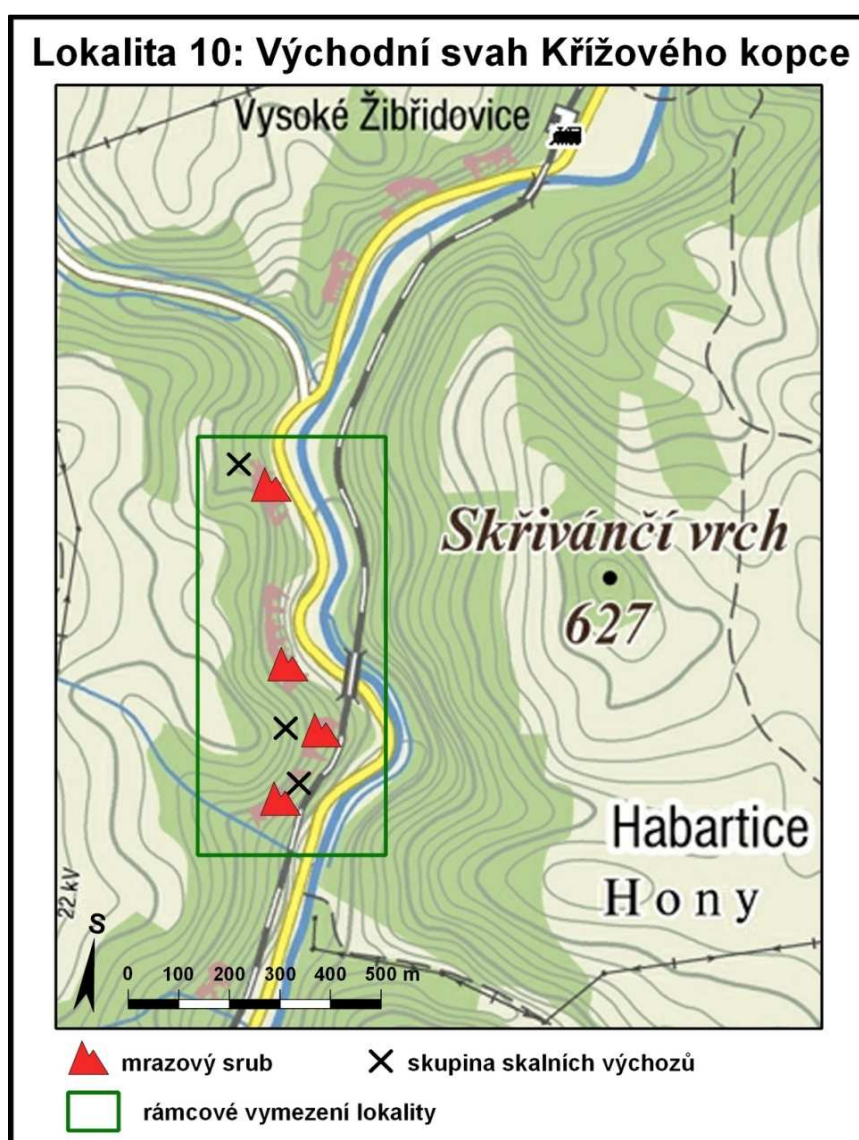 Lokalita 10: Východní svah Křížového kopce
Vysoké Žibřidovice
Skřivánčí vrch
627
Habartice
Hony
22 kV
S
0 100 200 300 400 500 m
mrazový srub
skupina skalních výchozů
rámcové vymezení lokality